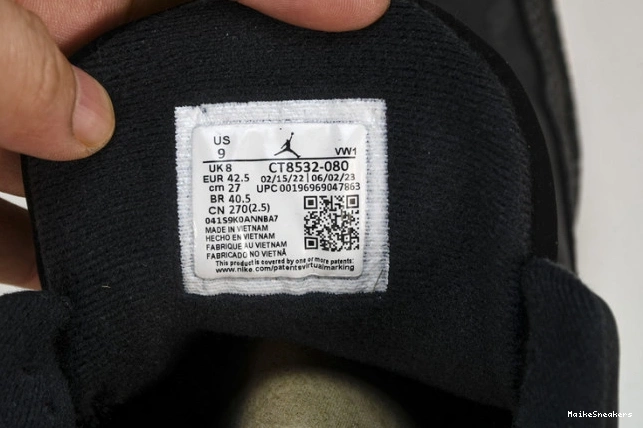 US
9
VW1
UK 8 CT8532-080
EUR 42.5 02/15/22 | 06/02/23
cm 27 UPC 00196969047863
BR 40.5
CN 270(2.5)
041S9K0ANNBA7
MADE IN VIETNAM
HECHO EN VIETNAM
FABRIQUE AU VIETNAM
FABRICADO NO VIETNÃ
This product is covered by one or more patents:
www.nike.com/patentsvirtualmarking
MaikeSneakers